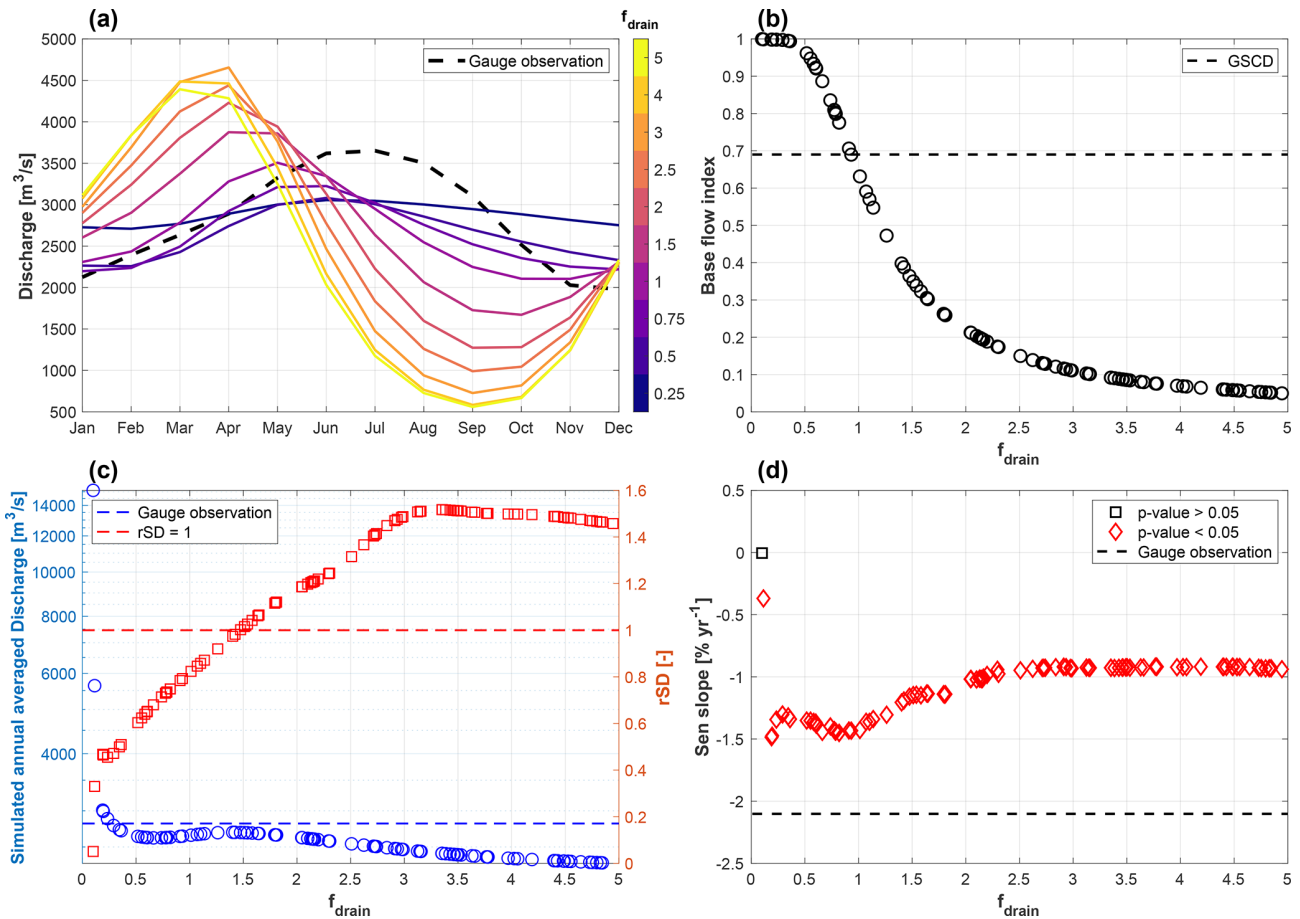 (a)
f_drain
5000
4500
4000
3500
3000
2500
2000
1500
1000
500
Discharge [m^3/s]
Gauge observation
Jan Feb Mar Apr May Jun Jul Aug Sep Oct Nov Dec
5
4
3
2.5
2
1.5
1
0.75
0.5
0.25
(b)
1
0.9
0.8
0.7
0.6
0.5
0.4
0.3
0.2
0.1
0
Base flow index
GSCD
0 0.5 1 1.5 2 2.5 3 3.5 4 4.5 5
f_drain
(c)
14000
12000
10000
8000
6000
4000
Simulated annual averaged Discharge [m^3/s]
Gauge observation
rSD = 1
1.6
1.4
1.2
1
0.8
0.6
0.4
0.2
0
rSD [-]
0 0.5 1 1.5 2 2.5 3 3.5 4 4.5 5
f_drain
(d)
0.5
0
-0.5
-1
-1.5
-2
-2.5
Sen slope [% yr^-1]
p-value > 0.05
p-value < 0.05
Gauge observation
0 0.5 1 1.5 2 2.5 3 3.5 4 4.5 5
f_drain